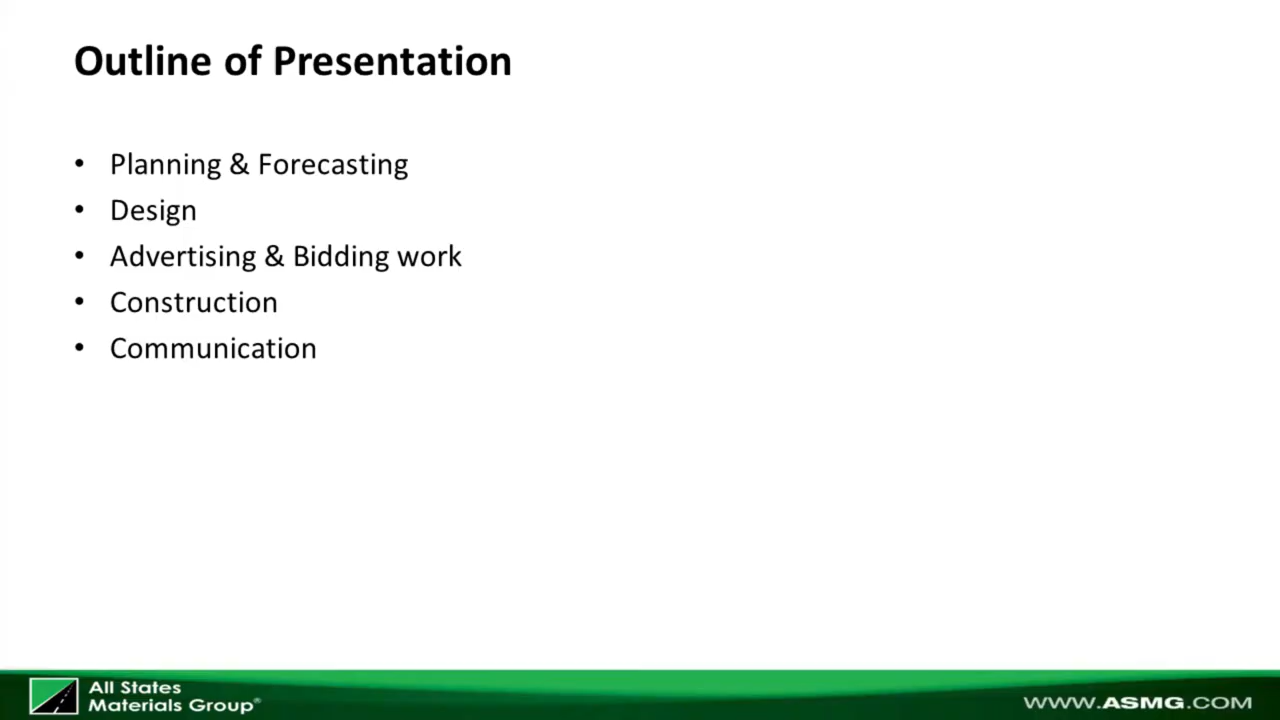 Outline of Presentation
• Planning & Forecasting
• Design
• Advertising & Bidding work
• Construction
• Communication
All States
Materials Group®
WWW.ASMG.COM